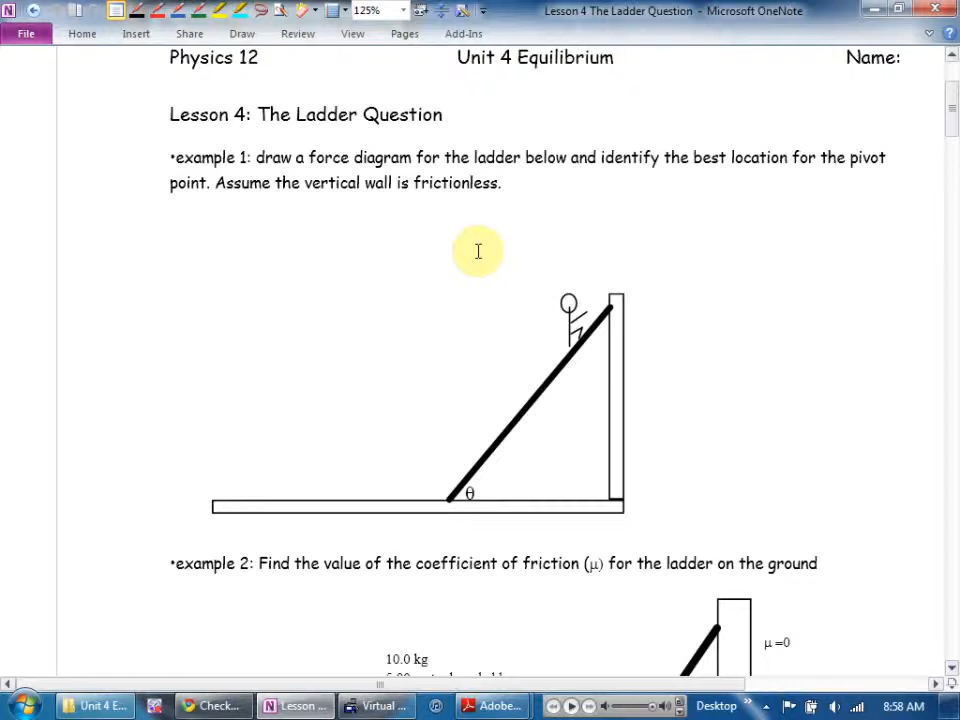 125%
Lesson 4 The Ladder Question - Microsoft OneNote
File Home Insert Share Draw Review View Pages Add-Ins
Physics 12 Unit 4 Equilibrium Name:
Lesson 4: The Ladder Question
•example 1: draw a force diagram for the ladder below and identify the best location for the pivot
point. Assume the vertical wall is frictionless.
θ
•example 2: Find the value of the coefficient of friction (μ) for the ladder on the ground
μ =0
10.0 kg
Unit 4 E... Check... Lesson ... Virtual ... Adobe... Desktop 8:58 AM